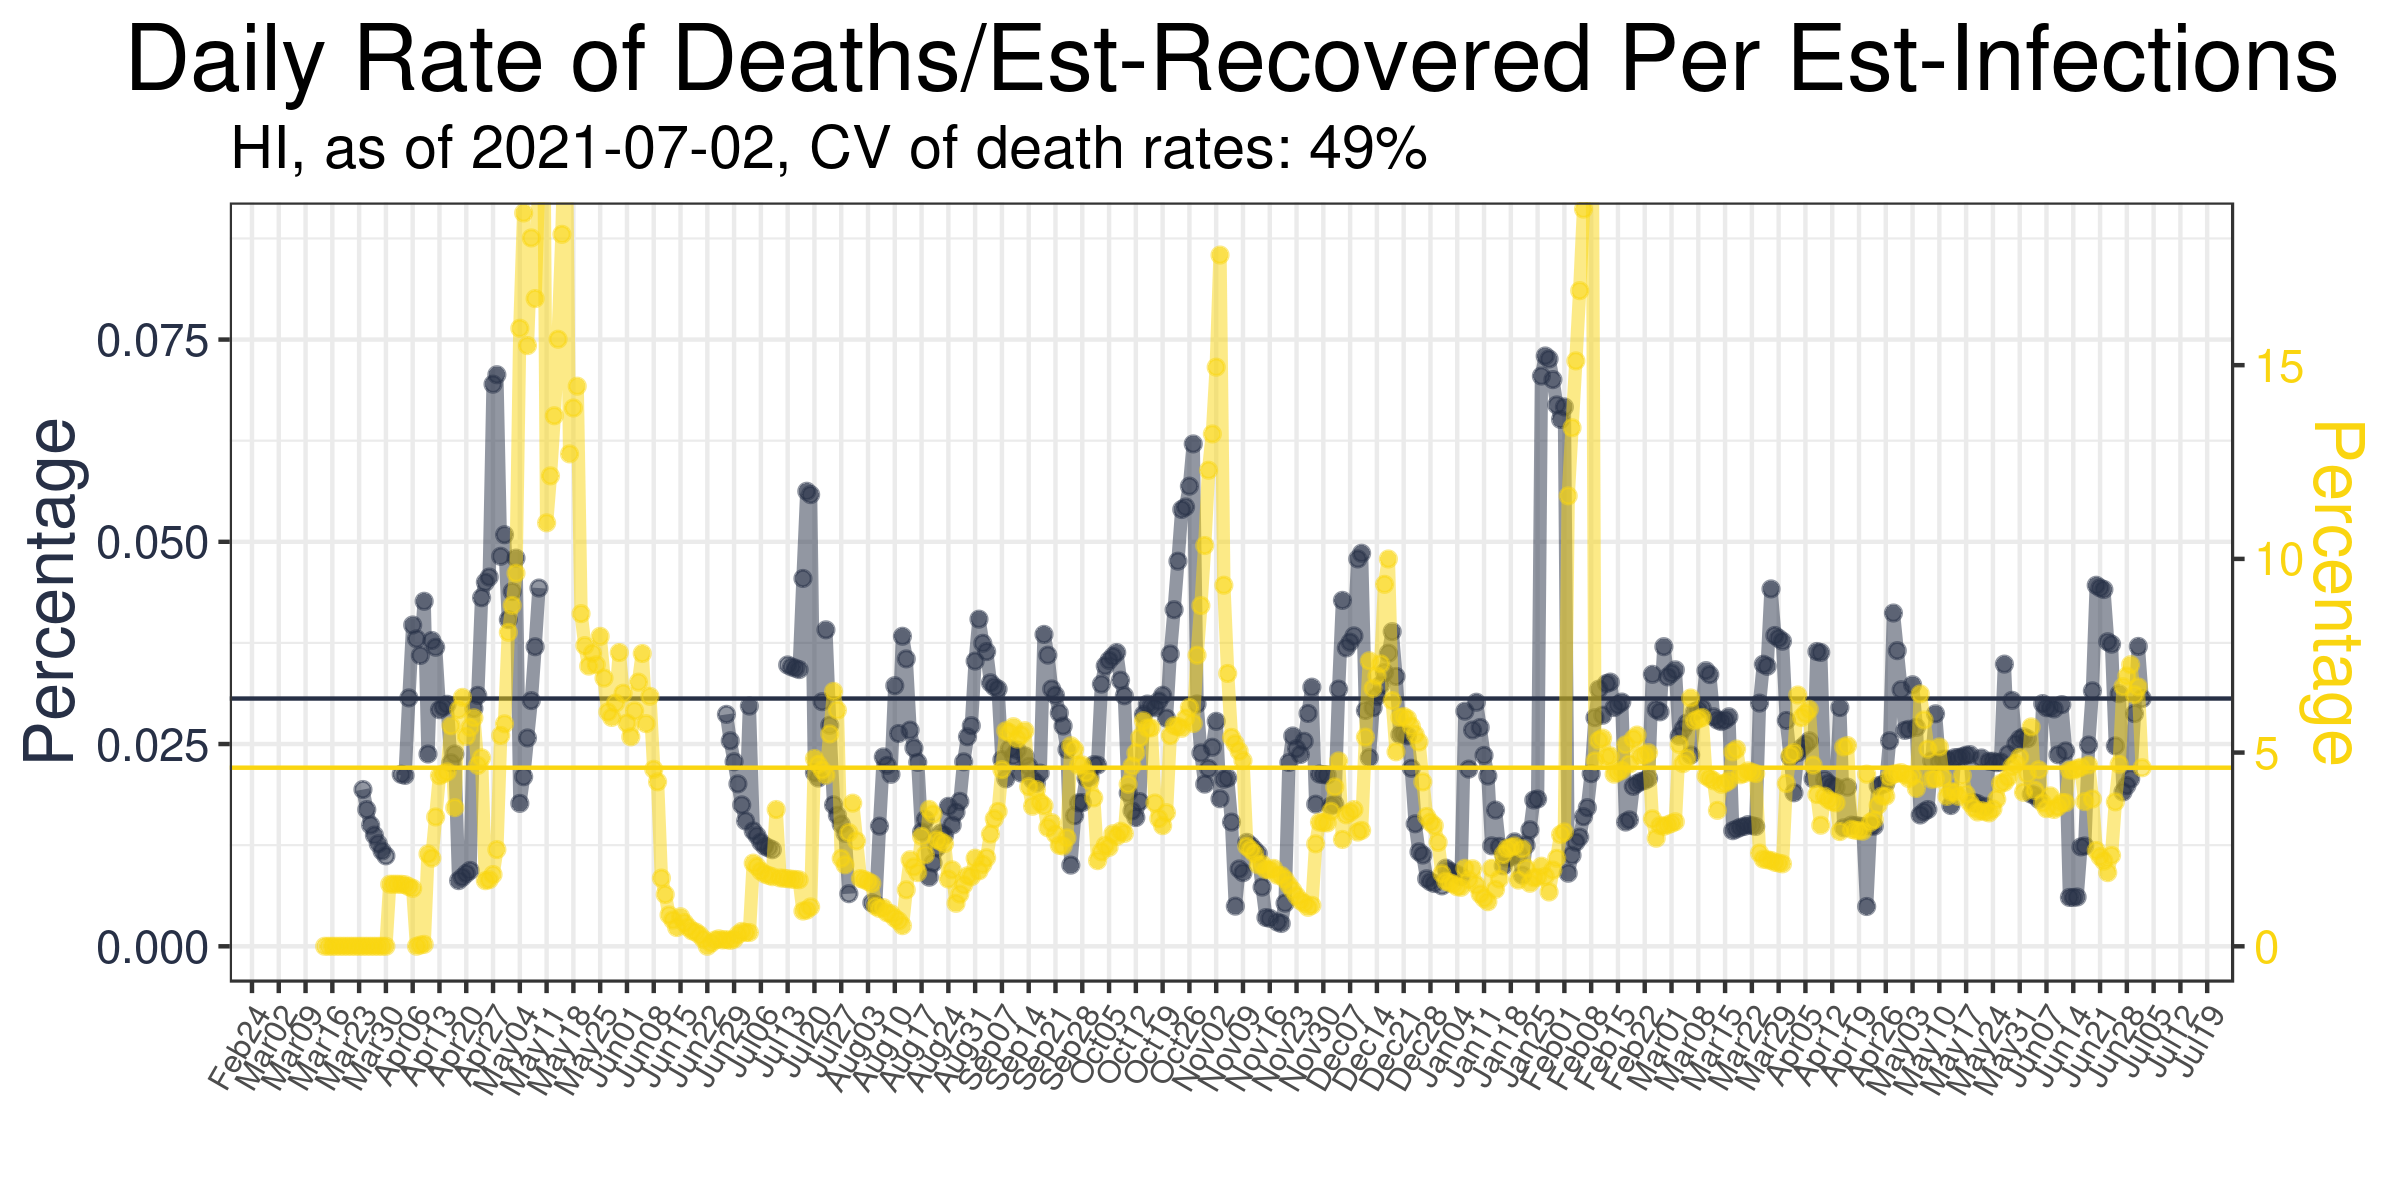 Daily Rate of Deaths/Est-Recovered Per Est-Infections
HI, as of 2021-07-02, CV of death rates: 49%
Percentage
0.075
0.050
0.025
0.000
15
10
5
0
Percentage
Feb24
Mar02
Mar09
Mar16
Mar23
Mar30
Apr06
Apr13
Apr20
Apr27
May04
May11
May18
May25
Jun01
Jun08
Jun15
Jun22
Jun29
Jul06
Jul13
Jul20
Jul27
Aug03
Aug10
Aug17
Aug24
Aug31
Sep07
Sep14
Sep21
Sep28
Oct05
Oct12
Oct19
Oct26
Nov02
Nov09
Nov16
Nov23
Nov30
Dec07
Dec14
Dec21
Dec28
Jan04
Jan11
Jan18
Jan25
Feb01
Feb08
Feb15
Feb22
Mar01
Mar08
Mar15
Mar22
Mar29
Apr05
Apr12
Apr19
Apr26
May03
May10
May17
May24
May31
Jun07
Jun14
Jun21
Jun28
Jul05
Jul12
Jul19